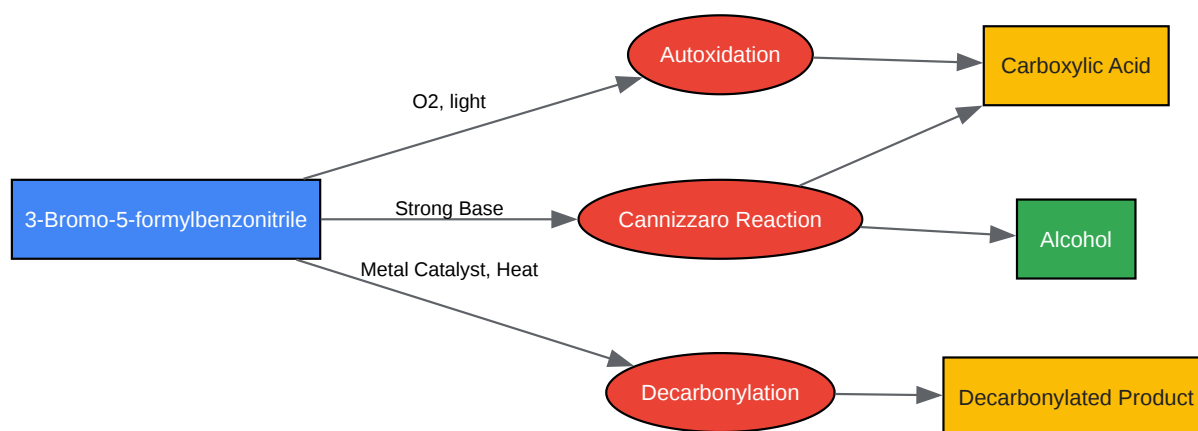 Autoxidation
Carboxylic Acid
O2, light
3-Bromo-5-formylbenzonitrile
Strong Base
Cannizzaro Reaction
Alcohol
Metal Catalyst, Heat
Decarbonylation
Decarbonylated Product